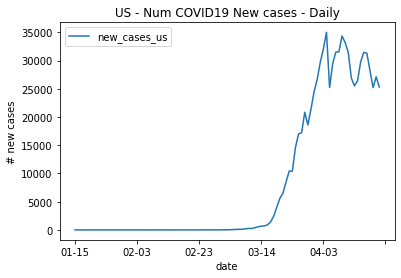 US - Num COVID19 New cases - Daily
new_cases_us
35000
30000
25000
20000
15000
10000
5000
0
# new cases
01-15 02-03 02-23 03-14 04-03
date